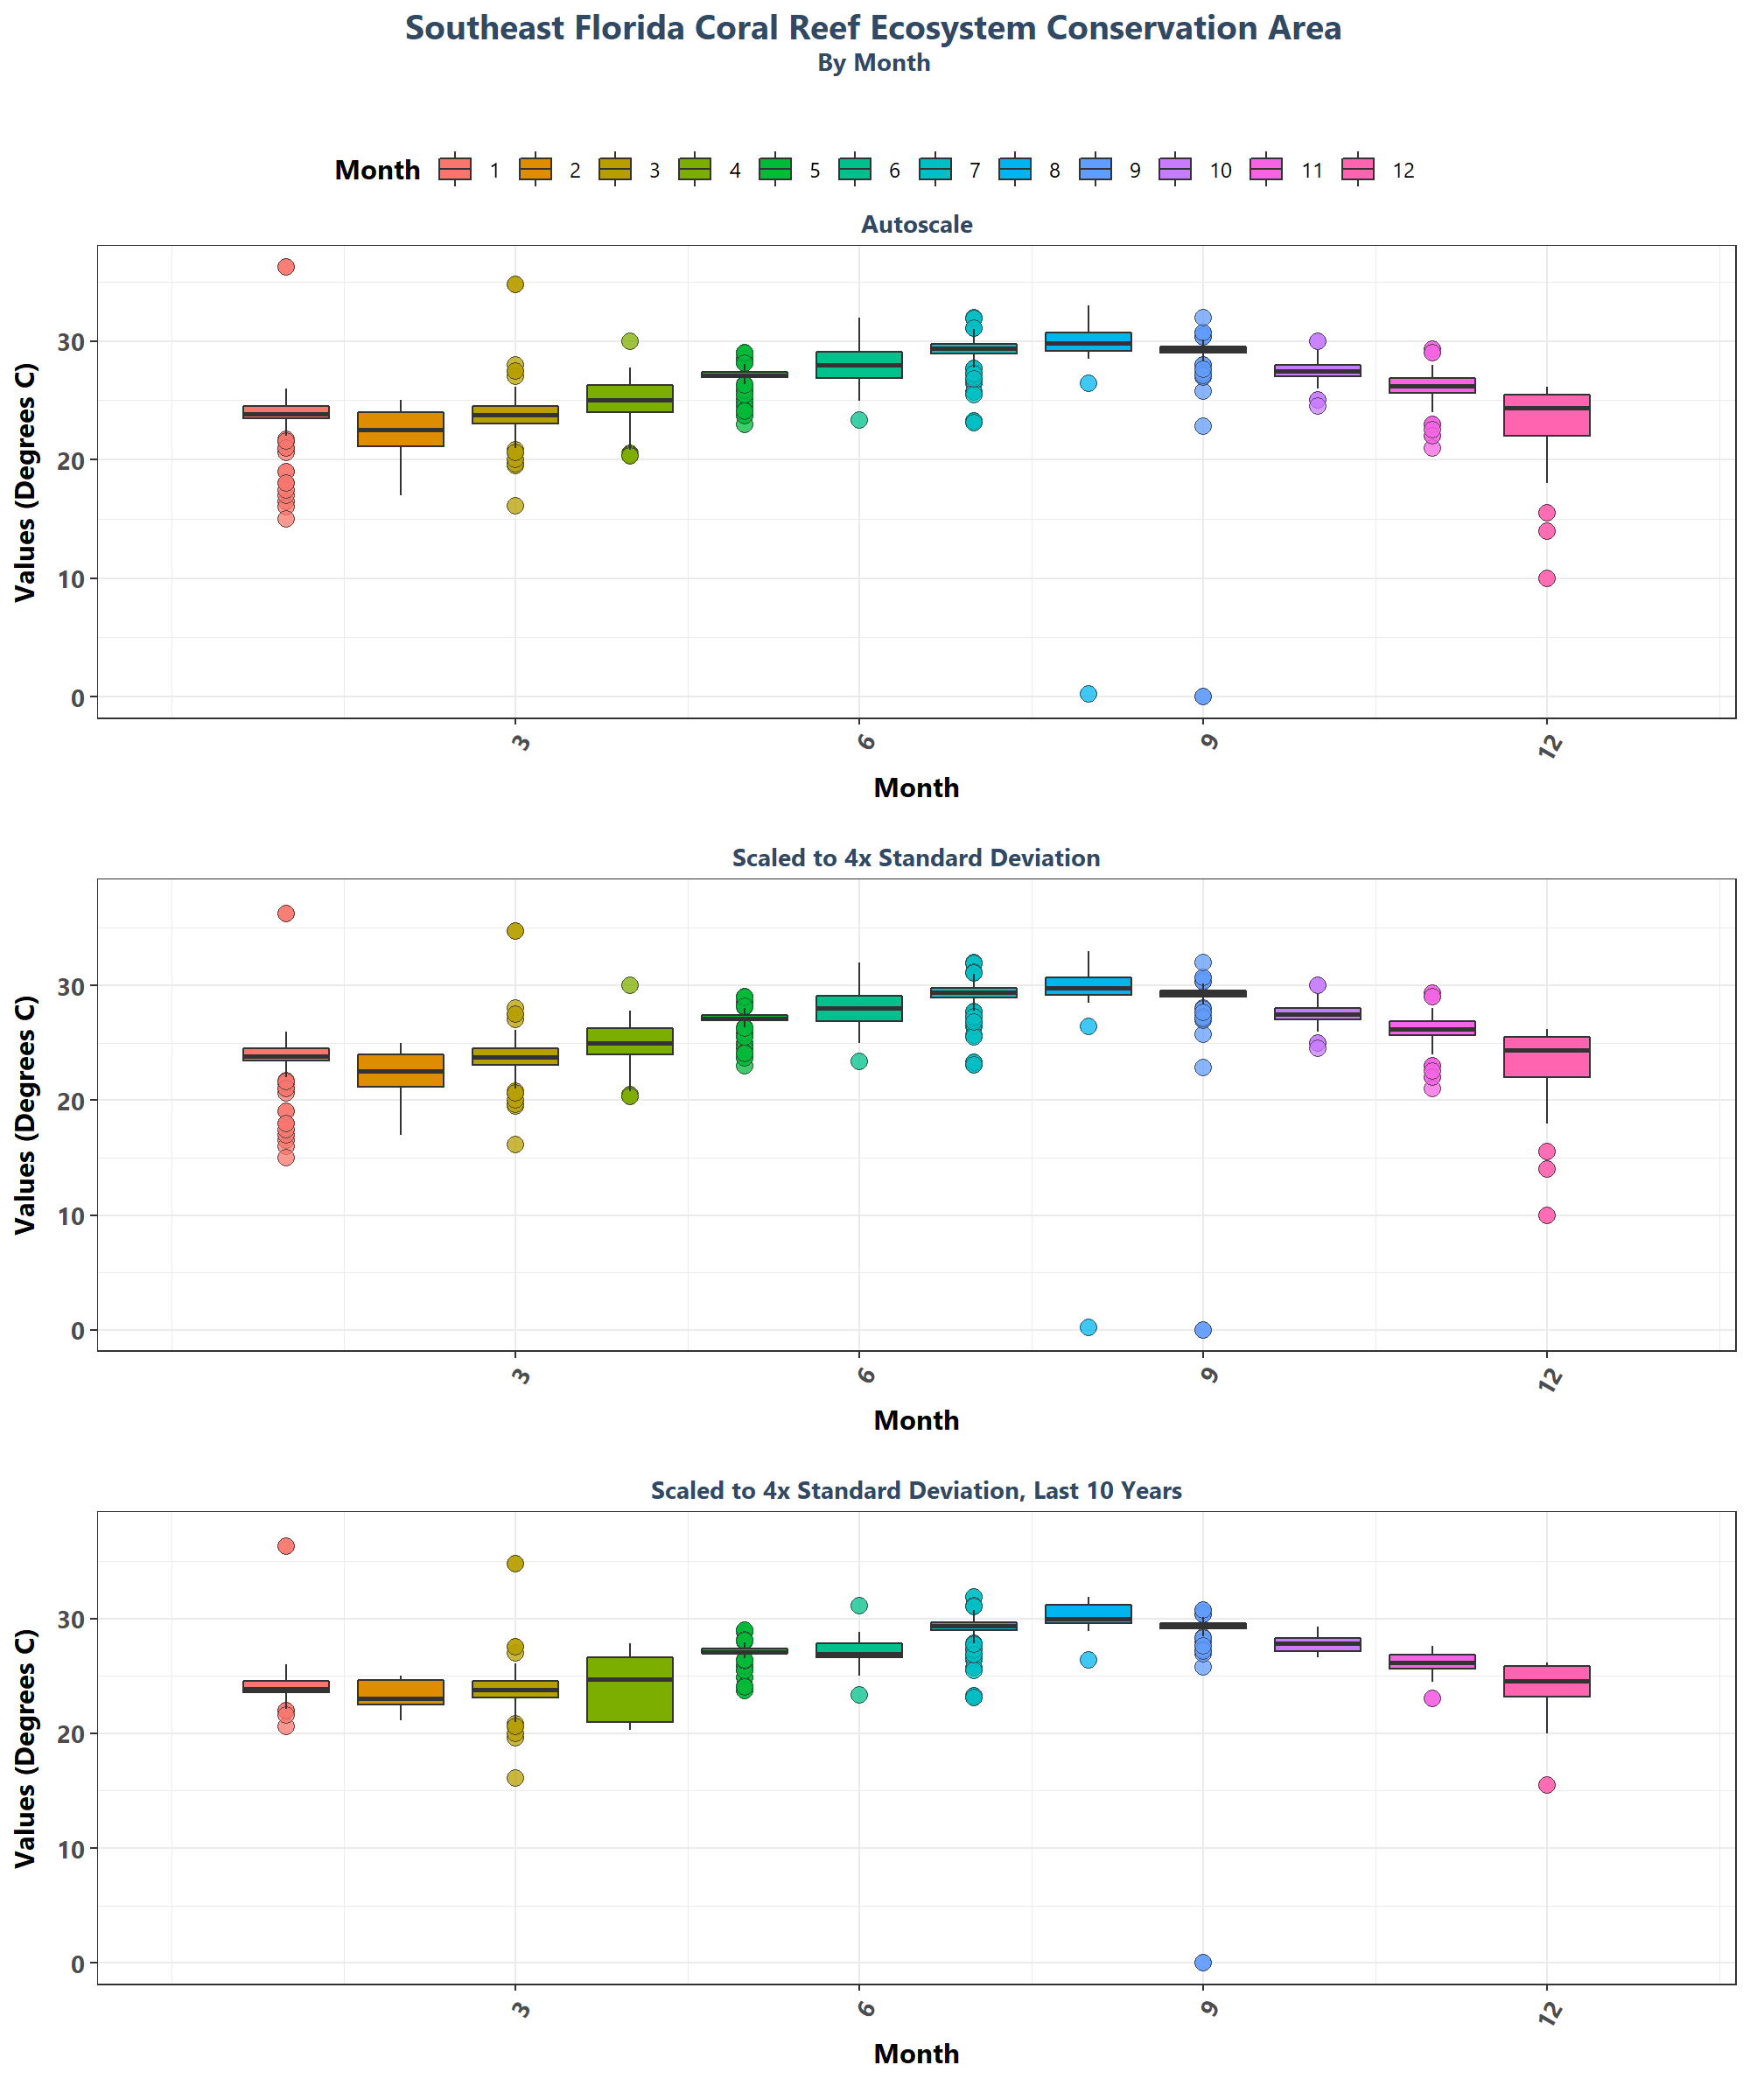 Southeast Florida Coral Reef Ecosystem Conservation Area
By Month
Month 1 2 3 4 5 6 7 8 9 10 11 12
Autoscale
Values (Degrees C)
30
20
10
0
3 6 9 12
Month
Scaled to 4x Standard Deviation
Values (Degrees C)
30
20
10
0
3 6 9 12
Month
Scaled to 4x Standard Deviation, Last 10 Years
Values (Degrees C)
30
20
10
0
3 6 9 12
Month